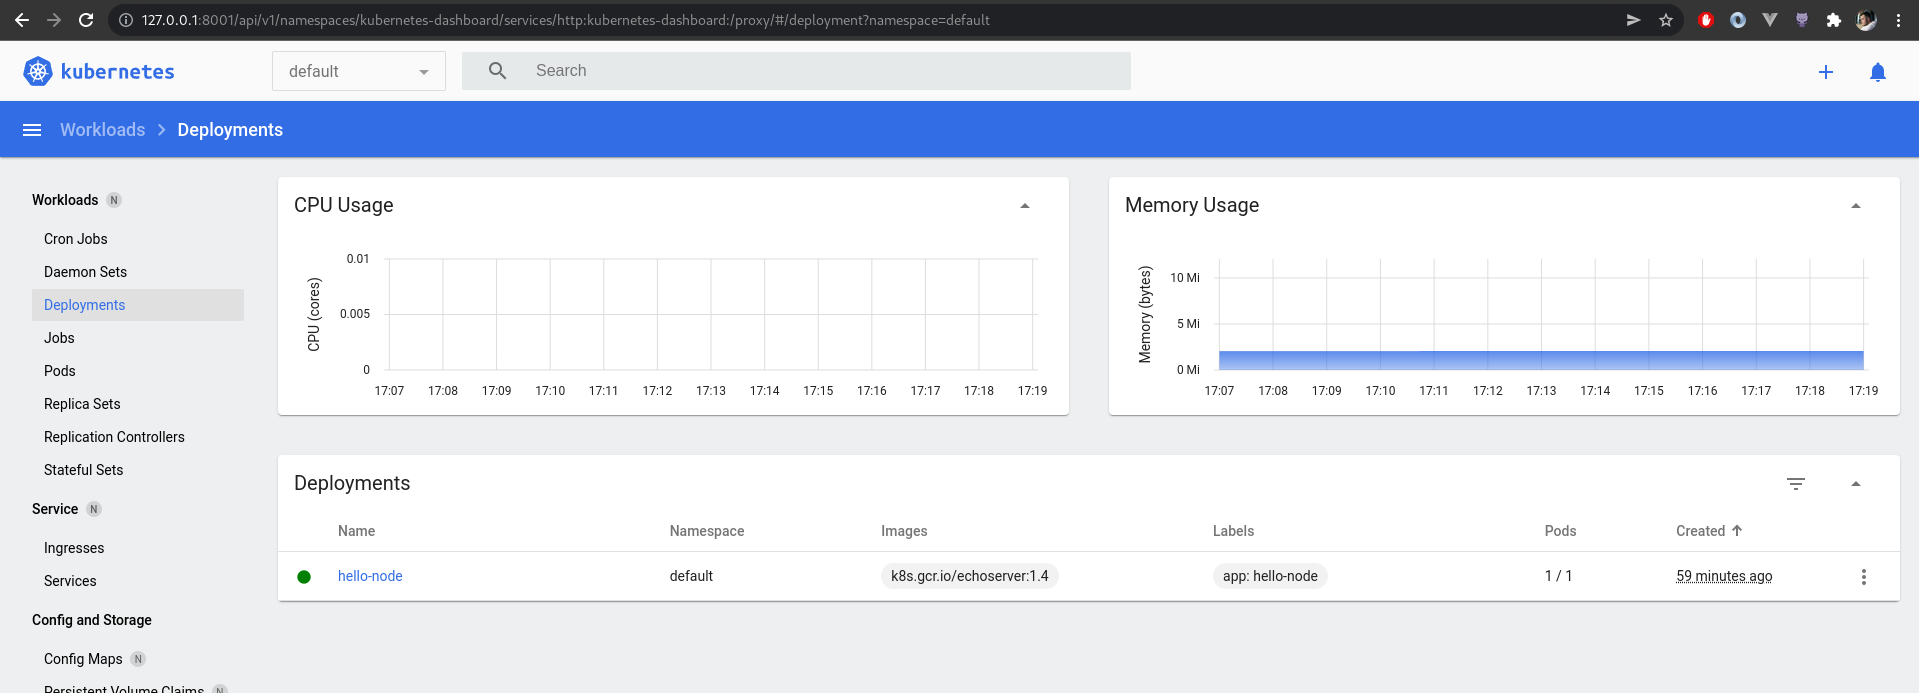 127.0.0.1:8001/api/v1/namespaces/kubernetes-dashboard/services/http:kubernetes-dashboard:/proxy/#/deployment?namespace=default
kubernetes
default
Search
Workloads
Deployments
Workloads N
Cron Jobs
Daemon Sets
Deployments
Jobs
Pods
Replica Sets
Replication Controllers
Stateful Sets
Service N
Ingresses
Services
Config and Storage
Config Maps N
Persistent Volume Claims N
CPU Usage
CPU (cores)
0.01
0.005
0
17:07 17:08 17:09 17:10 17:11 17:12 17:13 17:14 17:15 17:16 17:17 17:18 17:19
Memory Usage
Memory (bytes)
10 Mi
5 Mi
0 Mi
17:07 17:08 17:09 17:10 17:11 17:12 17:13 17:14 17:15 17:16 17:17 17:18 17:19
Deployments
Name Namespace Images Labels Pods Created
hello-node default k8s.gcr.io/echoserver:1.4 app: hello-node 1 / 1 59 minutes ago